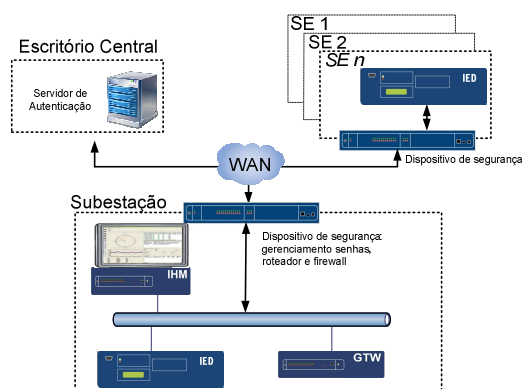 Escritório Central
Servidor de
Autenticação
SE 1
SE 2
SE n
IED
Dispositivo de segurança
WAN
Subestação
Dispositivo de segurança:
gerenciamento senhas,
roteador e firewall
IHM
IED
GTW